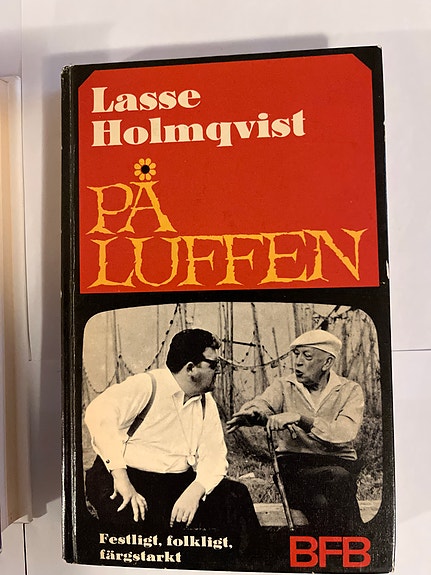 Lasse
Holmqvist
PÅ
LUFFEN
Festligt, folkligt,
färgstarkt
BFB